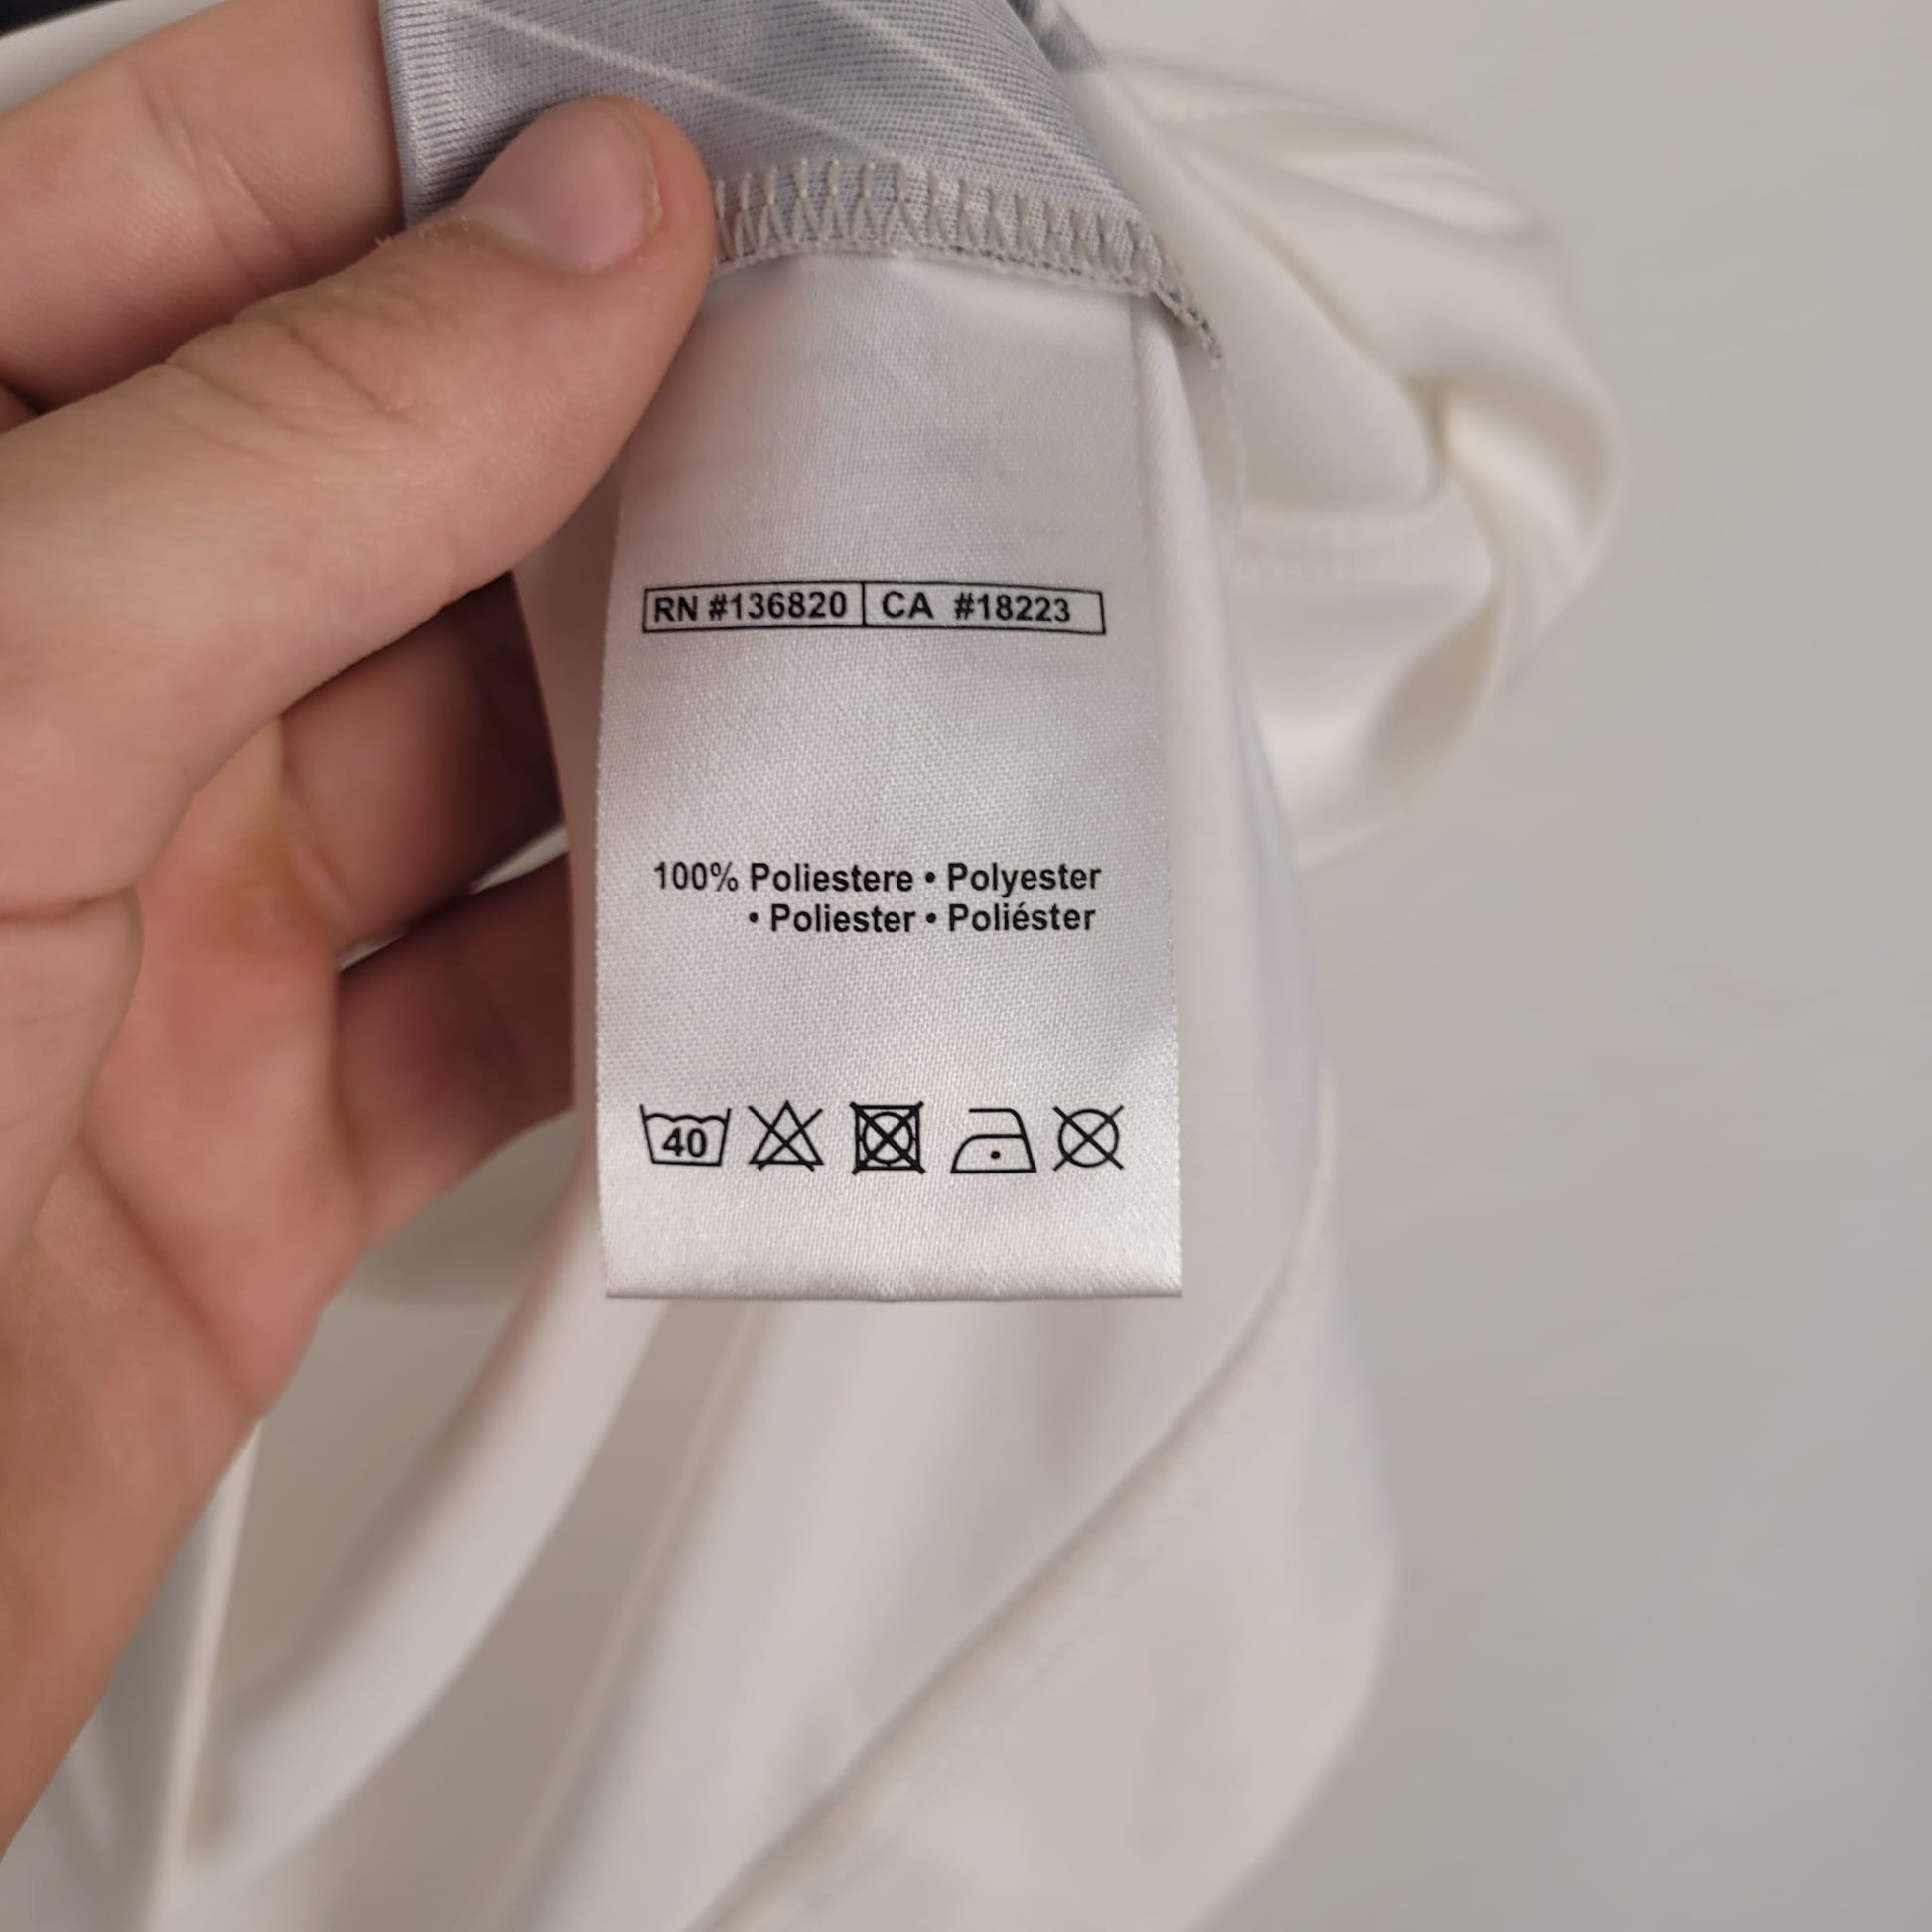 RN #136820 CA #18223
100% Poliestere • Polyester
• Poliester • Poliéster
40